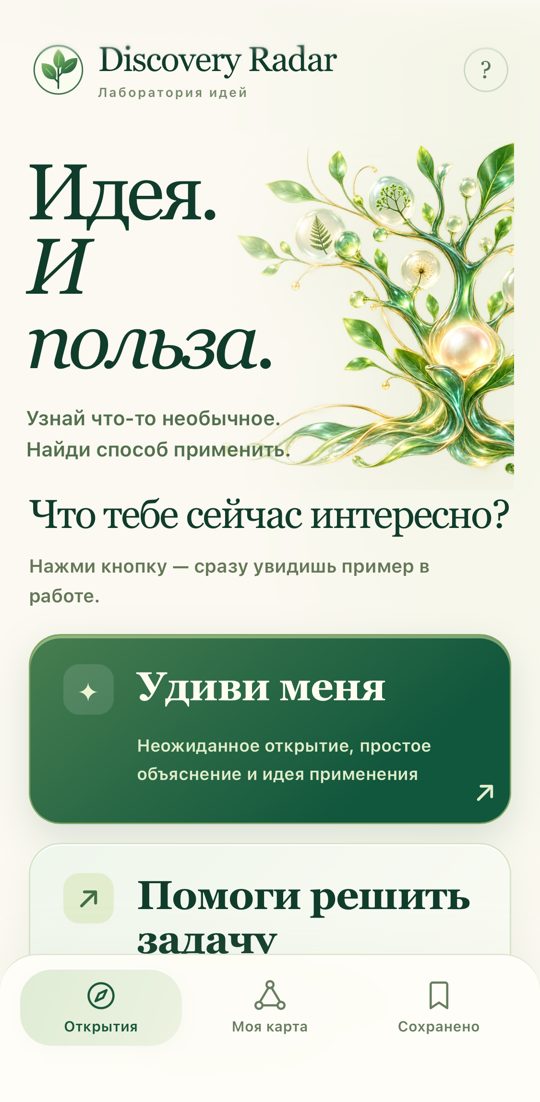 Discovery Radar
Лаборатория идей
?
Идея.
И
польза.
Узнай что-то необычное.
Найди способ применить.
Что тебе сейчас интересно?
Нажми кнопку — сразу увидишь пример в
работе.
Удиви меня
Неожиданное открытие, простое
объяснение и идея применения
Помоги решить
задачу
Открытия
Моя карта
Сохранено